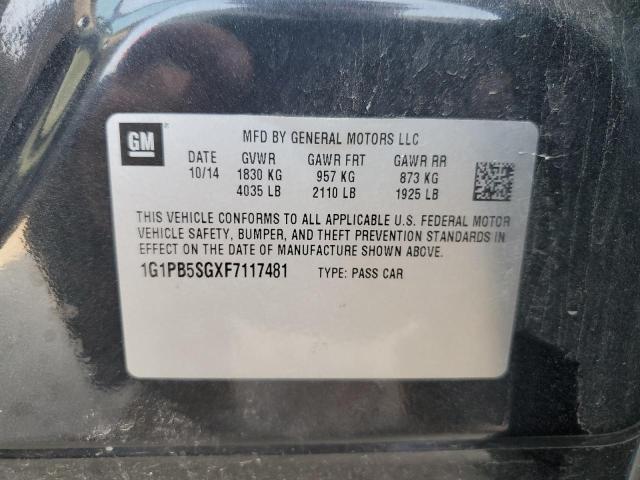 GM
MFD BY GENERAL MOTORS LLC
DATE GVWR GAWR FRT GAWR RR
10/14 1830 KG 957 KG 873 KG
4035 LB 2110 LB 1925 LB
THIS VEHICLE CONFORMS TO ALL APPLICABLE U.S. FEDERAL MOTOR
VEHICLE SAFETY, BUMPER, AND THEFT PREVENTION STANDARDS IN
EFFECT ON THE DATE OF MANUFACTURE SHOWN ABOVE.
1G1PB5SGXF7117481 TYPE: PASS CAR